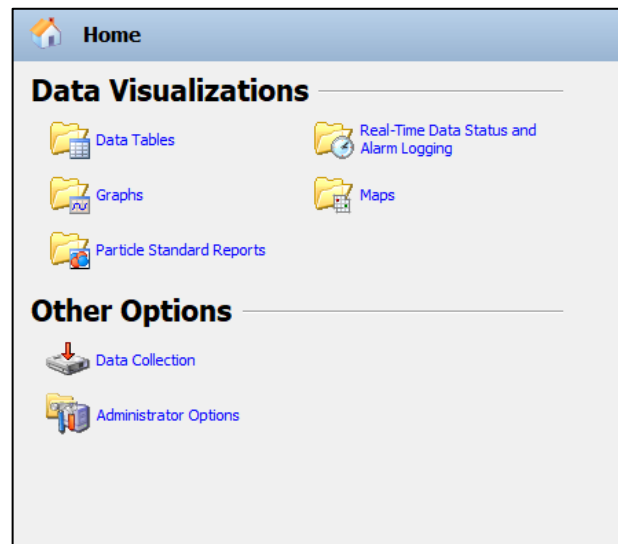 Home
Data Visualizations
Data Tables
Real-Time Data Status and
Alarm Logging
Graphs
Maps
Particle Standard Reports
Other Options
Data Collection
Administrator Options